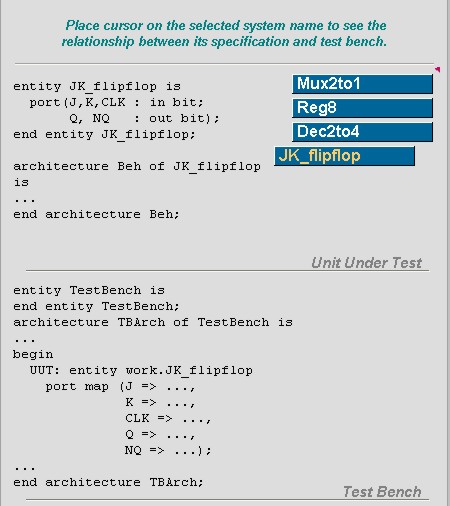 Place cursor on the selected system name to see the
relationship between its specification and test bench.
entity JK_flipflop is
  port(J,K,CLK : in bit;
       Q, NQ   : out bit);
end entity JK_flipflop;
architecture Beh of JK_flipflop
is
...
end architecture Beh;
Mux2to1
Reg8
Dec2to4
JK_flipflop
Unit Under Test
entity TestBench is
end entity TestBench;
architecture TBArch of TestBench is
...
begin
  UUT: entity work.JK_flipflop
    port map (J => ...,
              K => ...,
              CLK => ...,
              Q => ...,
              NQ => ...);
...
end architecture TBArch;
Test Bench